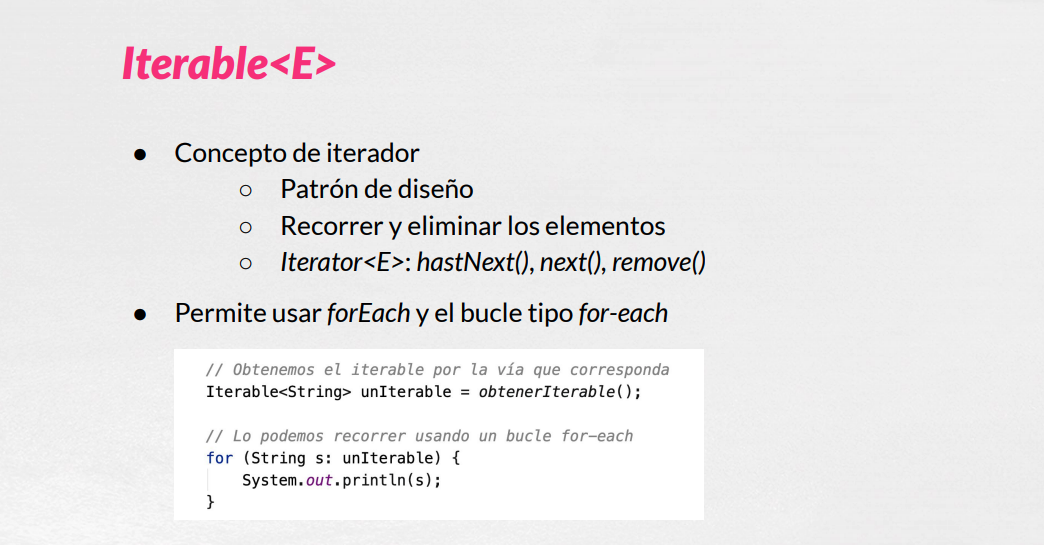 Iterable<E>
● Concepto de iterador
○ Patrón de diseño
○ Recorrer y eliminar los elementos
○ Iterator<E>: hastNext(), next(), remove()
● Permite usar forEach y el bucle tipo for-each
// Obtenemos el iterable por la vía que corresponda
Iterable<String> unIterable = obtenerIterable();
// Lo podemos recorrer usando un bucle for-each
for (String s: unIterable) {
    System.out.println(s);
}